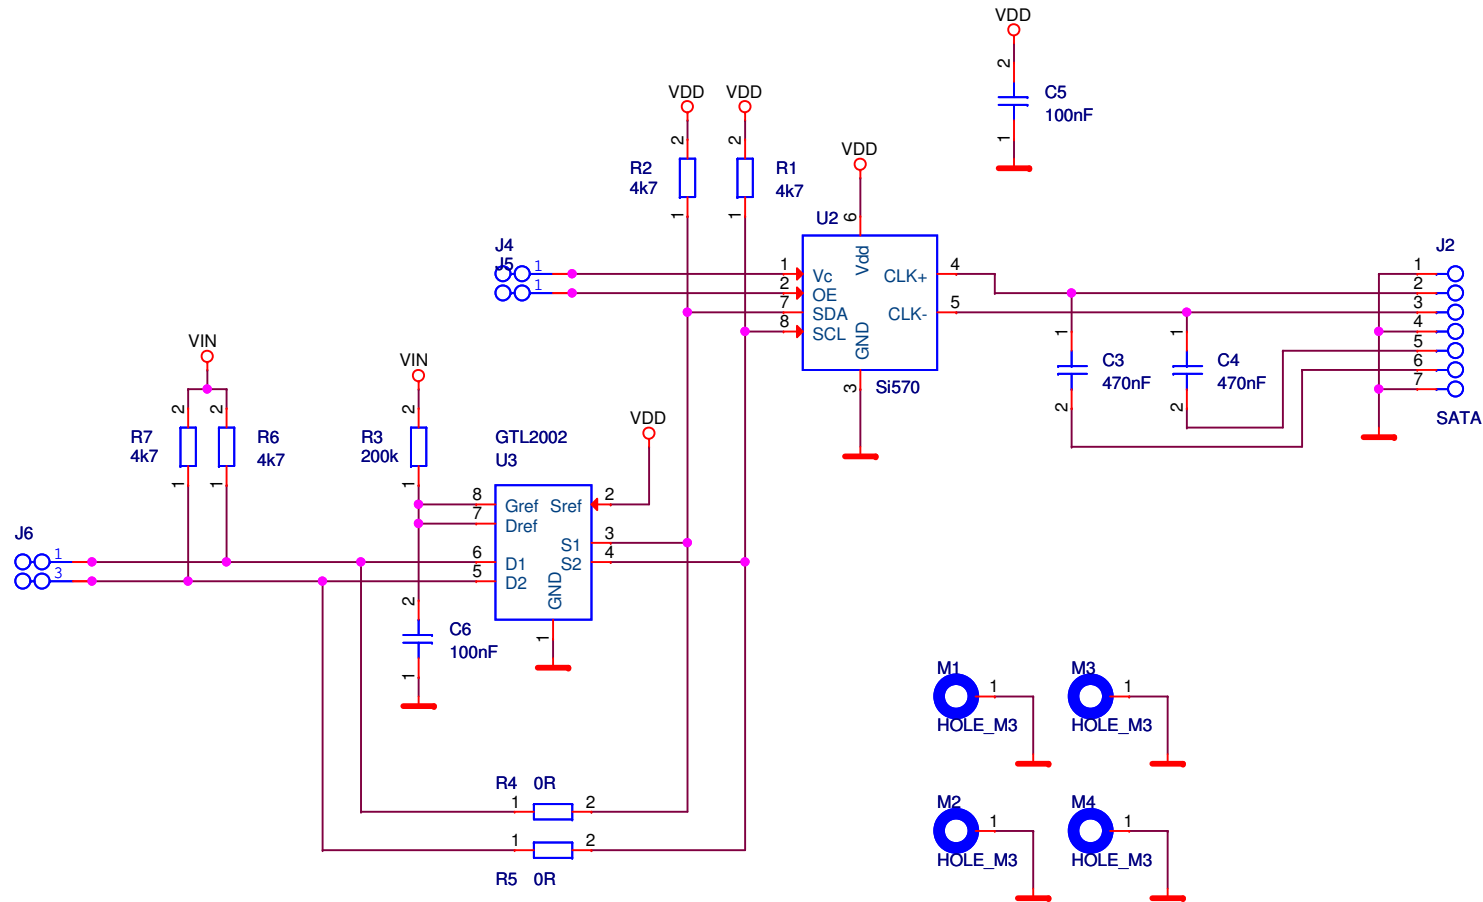 VDD
2
C5
100nF
1
VDD
VDD
2
2
R2
4k7
R1
4k7
1
1
VDD
U2
6
J4
J5
1
1
1
2
7
8
Vc
OE
SDA
SCL
Vdd
GND
CLK+
CLK-
4
5
3
Si570
J2
1
2
3
4
5
6
7
SATA
1
C3
470nF
2
1
C4
470nF
2
VIN
2
2
R7
4k7
R6
4k7
1
1
VIN
2
R3
200k
1
GTL2002
U3
VDD
8
7
6
5
Gref
Dref
D1
D2
Sref
S1
S2
GND
2
3
4
1
J6
1
3
2
C6
100nF
1
R4 0R
1
2
1
2
R5 0R
M1
1
HOLE_M3
M3
1
HOLE_M3
M2
1
HOLE_M3
M4
1
HOLE_M3